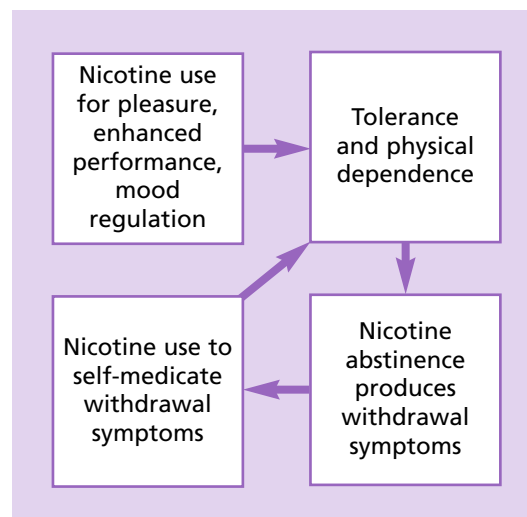 Nicotine use
for pleasure,
enhanced
performance,
mood
regulation
Tolerance
and physical
dependence
Nicotine use to
self-medicate
withdrawal
symptoms
Nicotine
abstinence
produces
withdrawal
symptoms